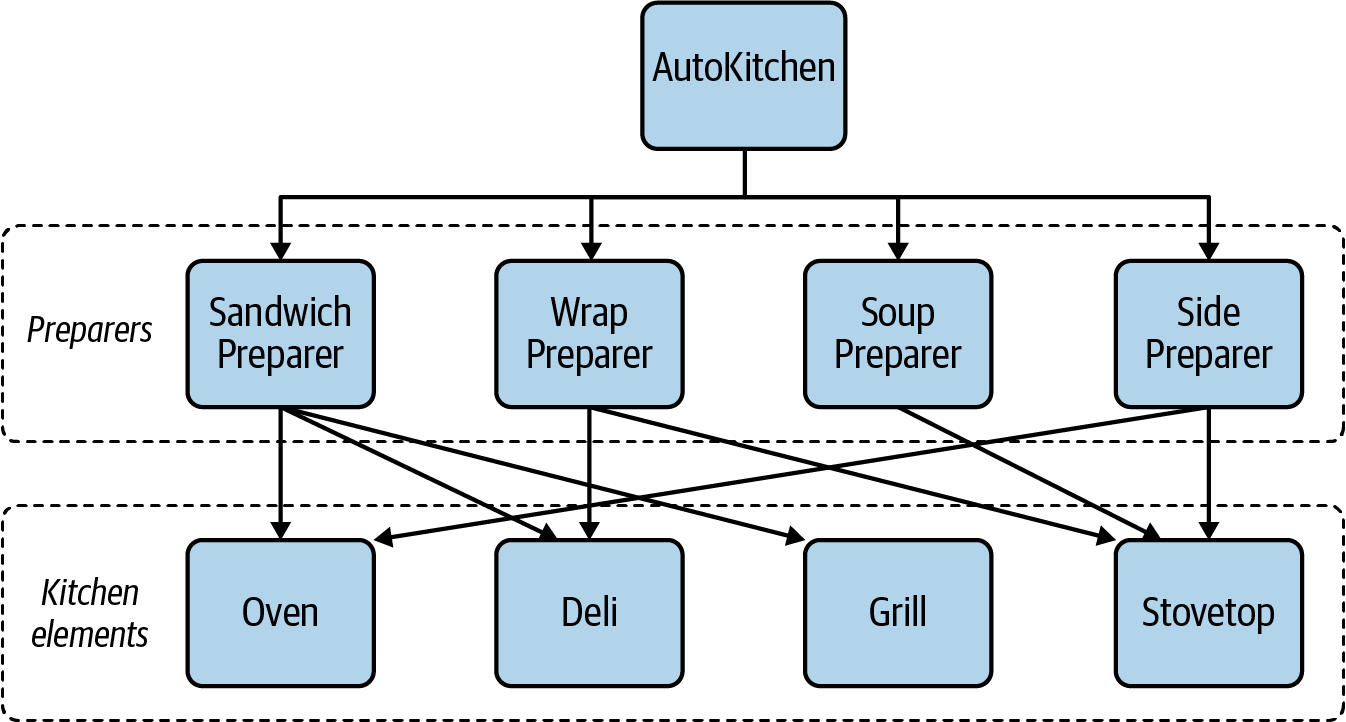 AutoKitchen
Preparers
Sandwich
Preparer
Wrap
Preparer
Soup
Preparer
Side
Preparer
Kitchen
elements
Oven
Deli
Grill
Stovetop